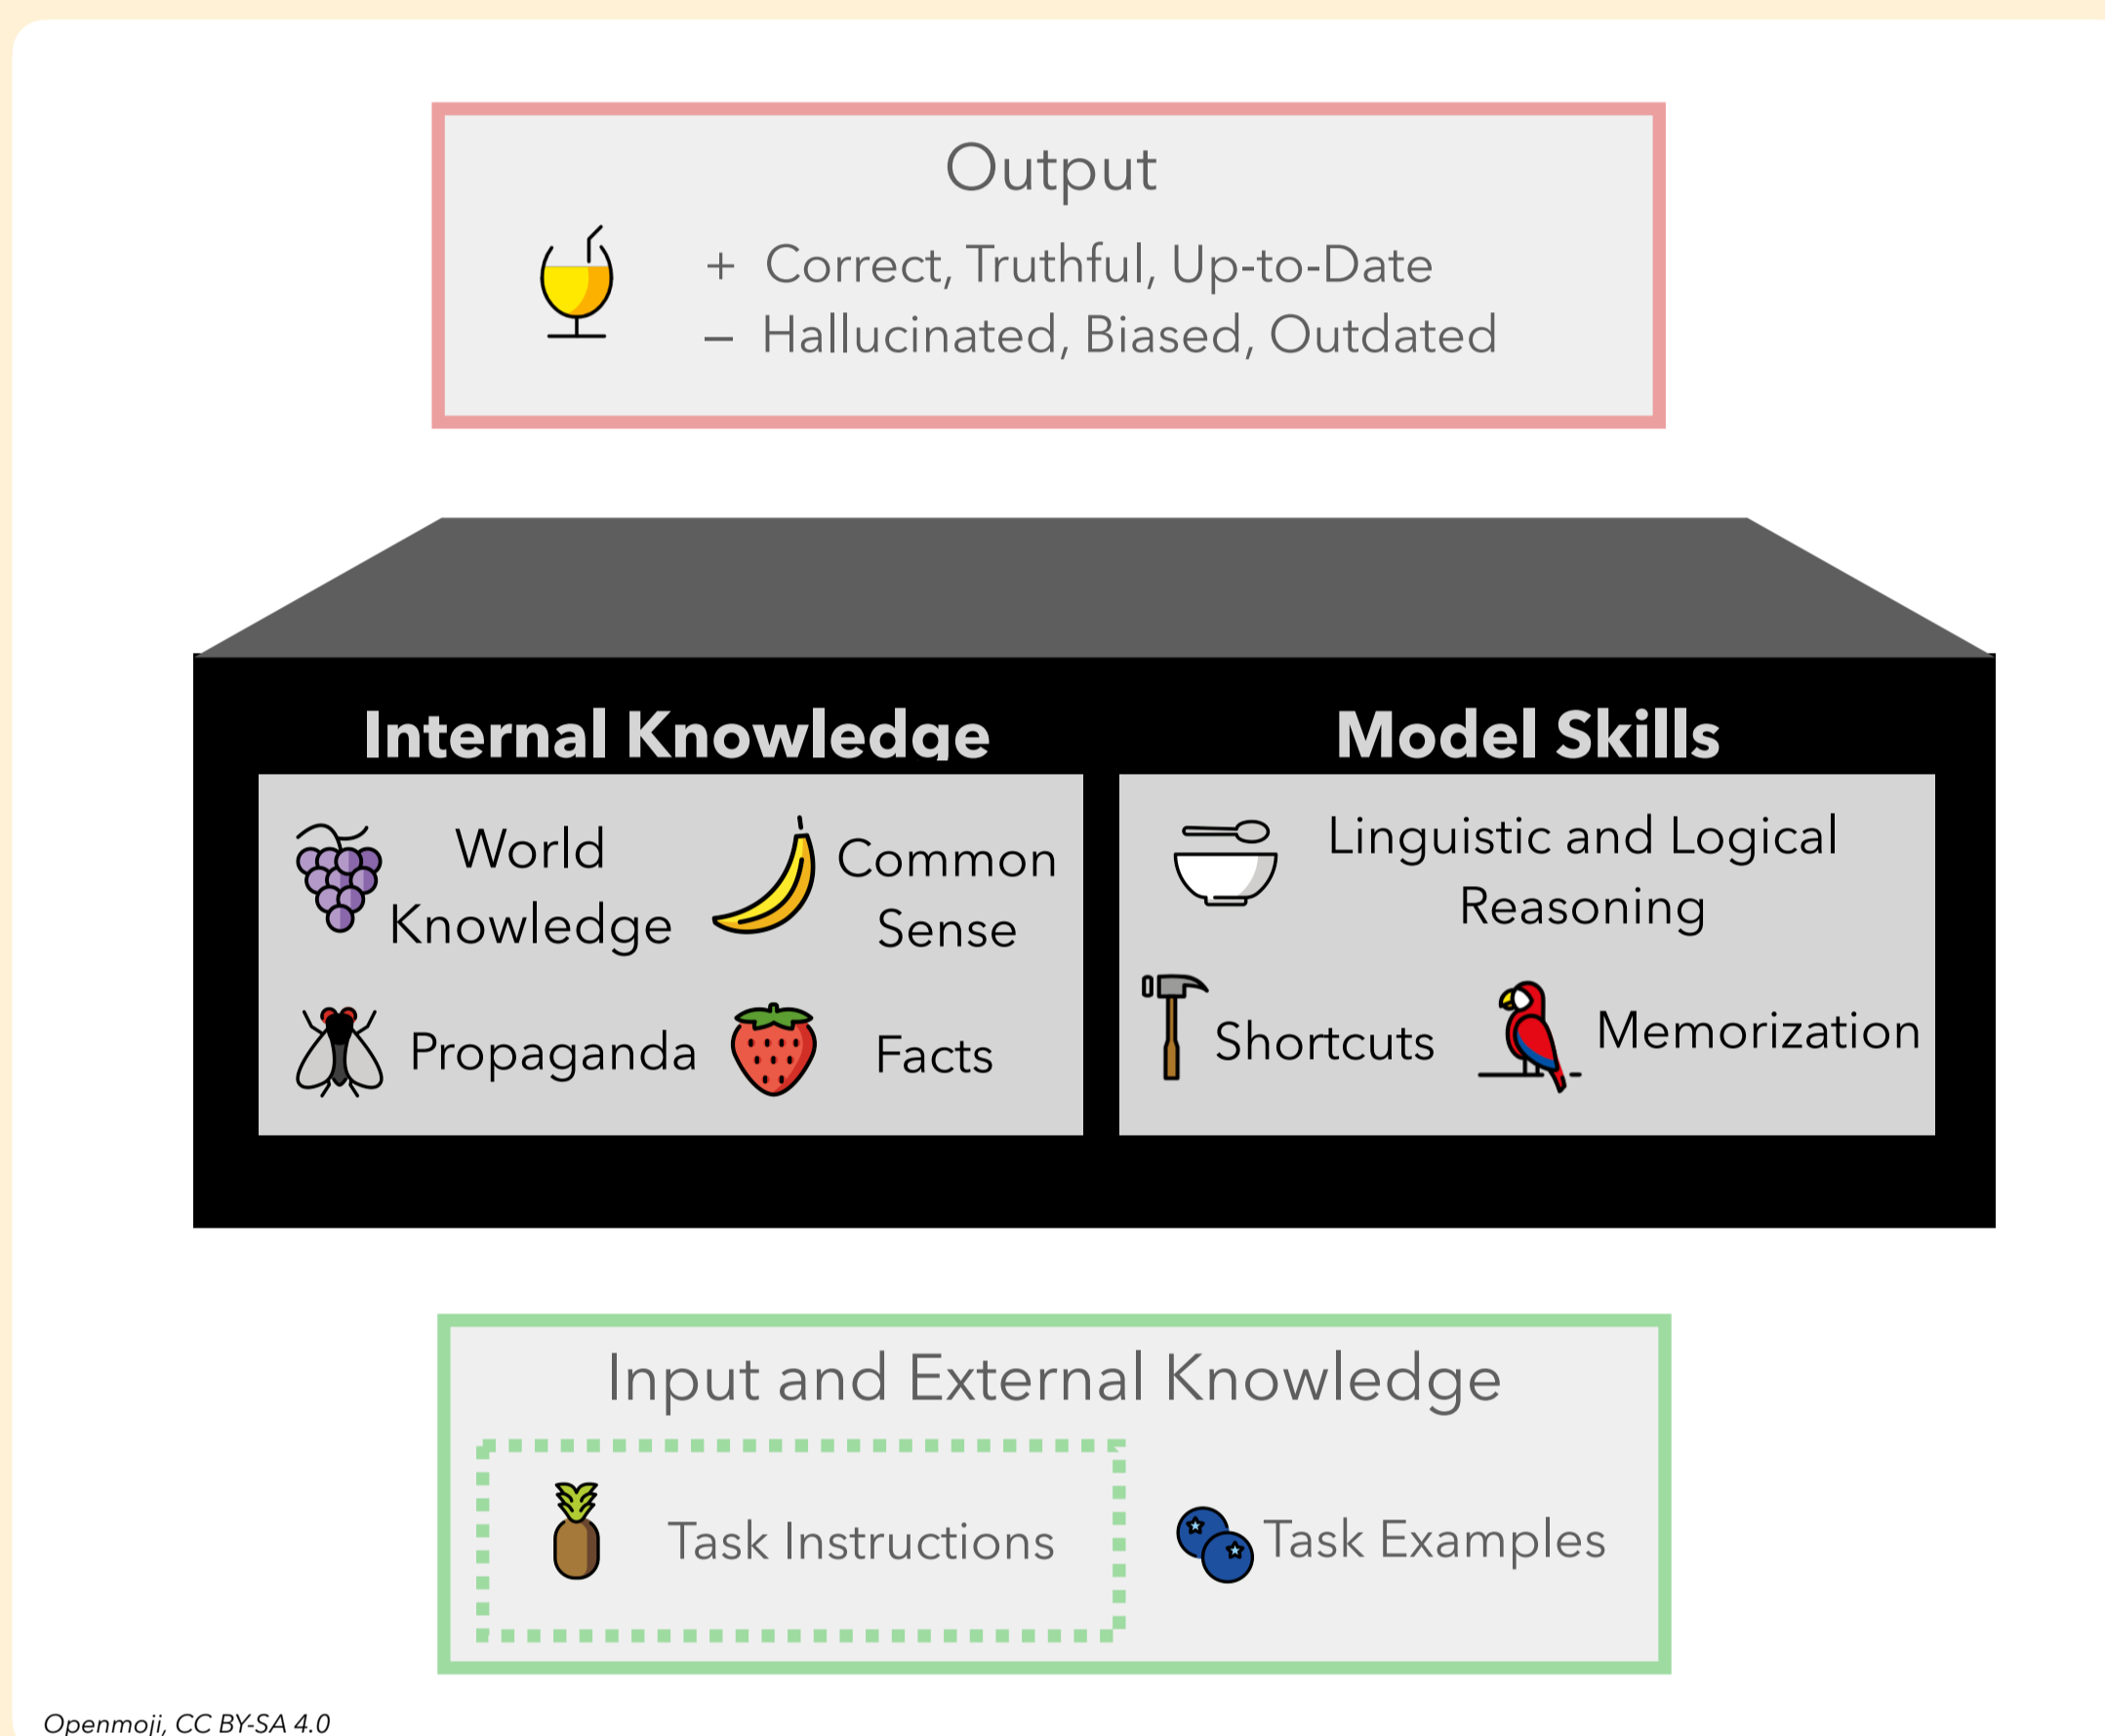 Output
+ Correct, Truthful, Up-to-Date
– Hallucinated, Biased, Outdated
Internal Knowledge
World
Knowledge
Common
Sense
Propaganda
Facts
Model Skills
Linguistic and Logical
Reasoning
Shortcuts
Memorization
Input and External Knowledge
Task Instructions
Task Examples
Openmoji, CC BY-SA 4.0